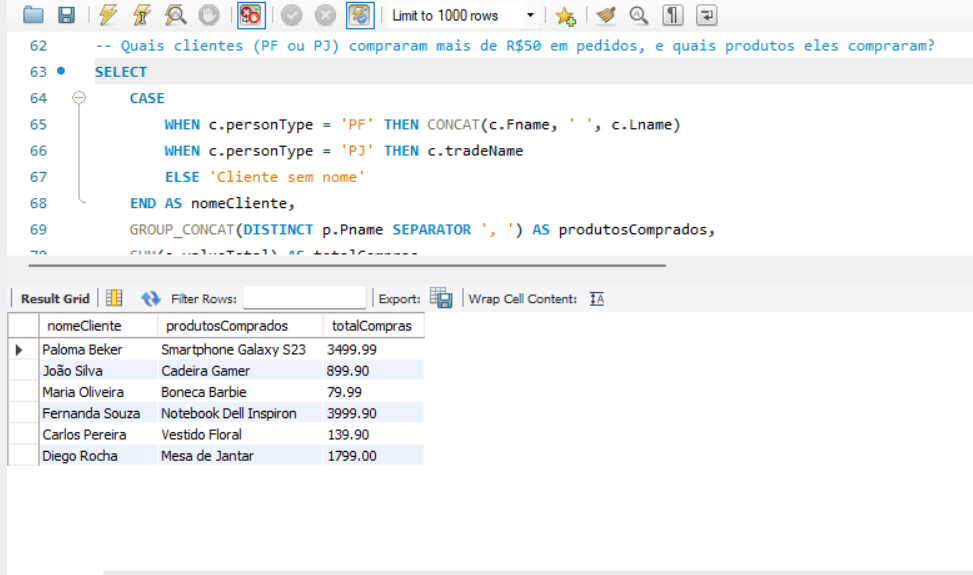 Limit to 1000 rows
62 -- Quais clientes (PF ou PJ) compraram mais de R$50 em pedidos, e quais produtos eles compraram?
63 SELECT
64 CASE
65 WHEN c.personType = 'PF' THEN CONCAT(c.Fname, ' ', c.Lname)
66 WHEN c.personType = 'PJ' THEN c.tradeName
67 ELSE 'Cliente sem nome'
68 END AS nomeCliente,
69 GROUP_CONCAT(DISTINCT p.Pname SEPARATOR ', ') AS produtosComprados,
Result Grid Filter Rows: Export: Wrap Cell Content: IA
nomeCliente produtosComprados totalCompras
Paloma Beker Smartphone Galaxy S23 3499.99
João Silva Cadeira Gamer 899.90
Maria Oliveira Boneca Barbie 79.99
Fernanda Souza Notebook Dell Inspiron 3999.90
Carlos Pereira Vestido Floral 139.90
Diego Rocha Mesa de Jantar 1799.00